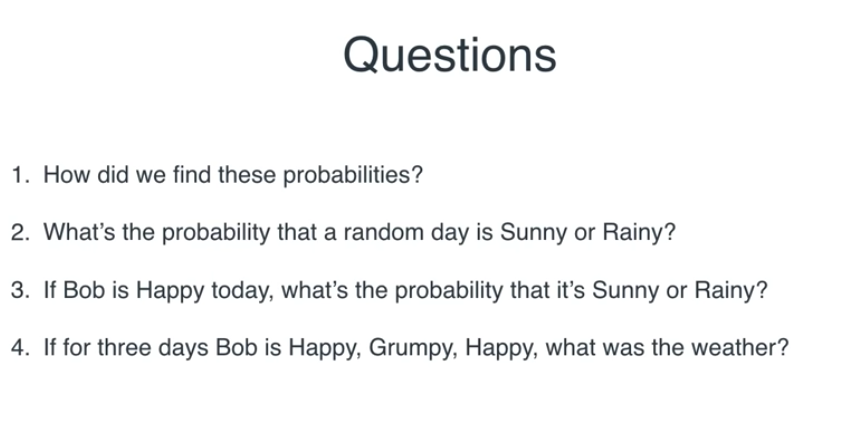 Questions
1. How did we find these probabilities?
2. What’s the probability that a random day is Sunny or Rainy?
3. If Bob is Happy today, what’s the probability that it’s Sunny or Rainy?
4. If for three days Bob is Happy, Grumpy, Happy, what was the weather?